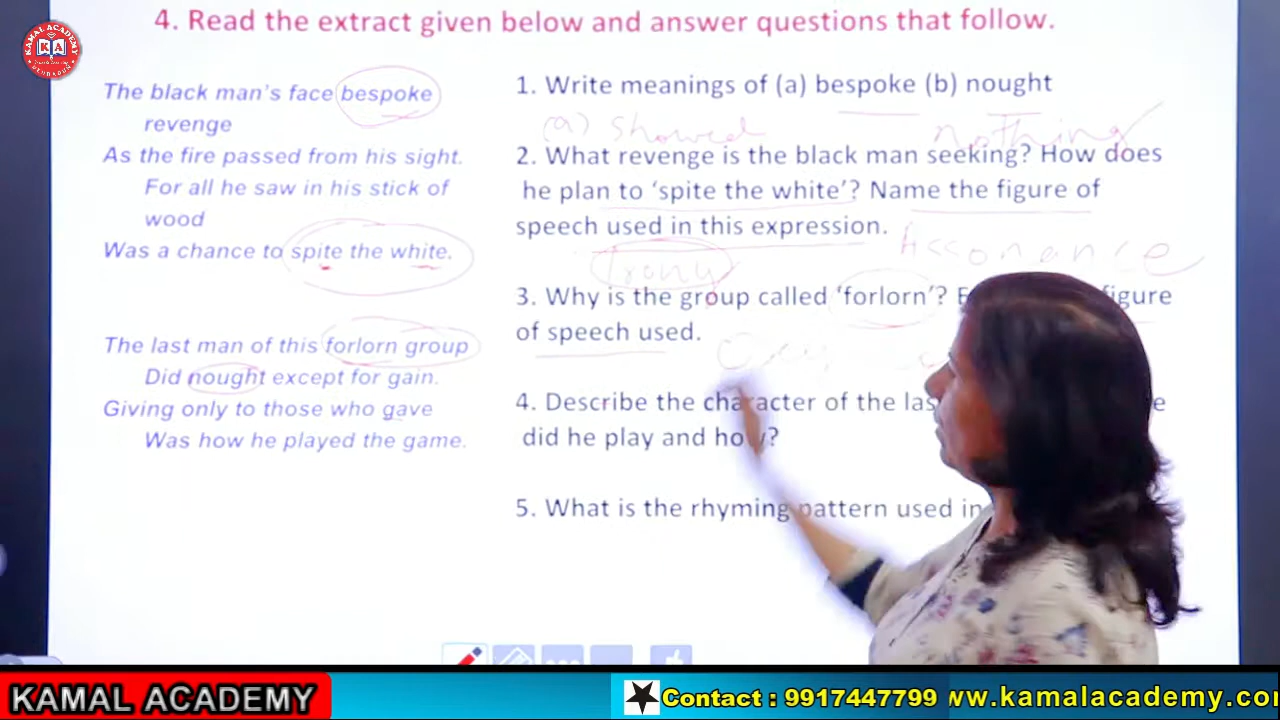 4. Read the extract given below and answer questions that follow.
KAMAL ACADEMY
K A
DEHRADUN
The black man's face bespoke
revenge
As the fire passed from his sight.
For all he saw in his stick of
wood
Was a chance to spite the white.
The last man of this forlorn group
Did nought except for gain.
Giving only to those who gave
Was how he played the game.
1. Write meanings of (a) bespoke (b) nought
(a) showed nothing
2. What revenge is the black man seeking? How does
he plan to 'spite the white'? Name the figure of
speech used in this expression.
Assonance
Irony
3. Why is the group called 'forlorn'? figure
of speech used.
Oxy
4. Describe the character of the las
did he play and how?
5. What is the rhyming pattern used in
KAMAL ACADEMY
Contact : 9917447799 www.kamalacademy.com